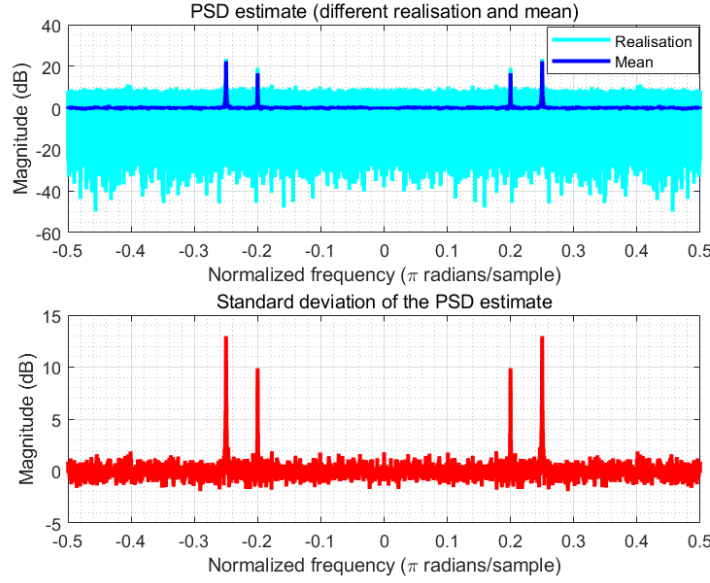 PSD estimate (different realisation and mean)
60
40
20
0
-20
-40
-60
Magnitude (dB)
Realisation
Mean
-0.5 -0.4 -0.3 -0.2 -0.1 0 0.1 0.2 0.3 0.4 0.5
Normalized frequency (π radians/sample)
Standard deviation of the PSD estimate
15
10
5
0
-5
Magnitude (dB)
-0.5 -0.4 -0.3 -0.2 -0.1 0 0.1 0.2 0.3 0.4 0.5
Normalized frequency (π radians/sample)